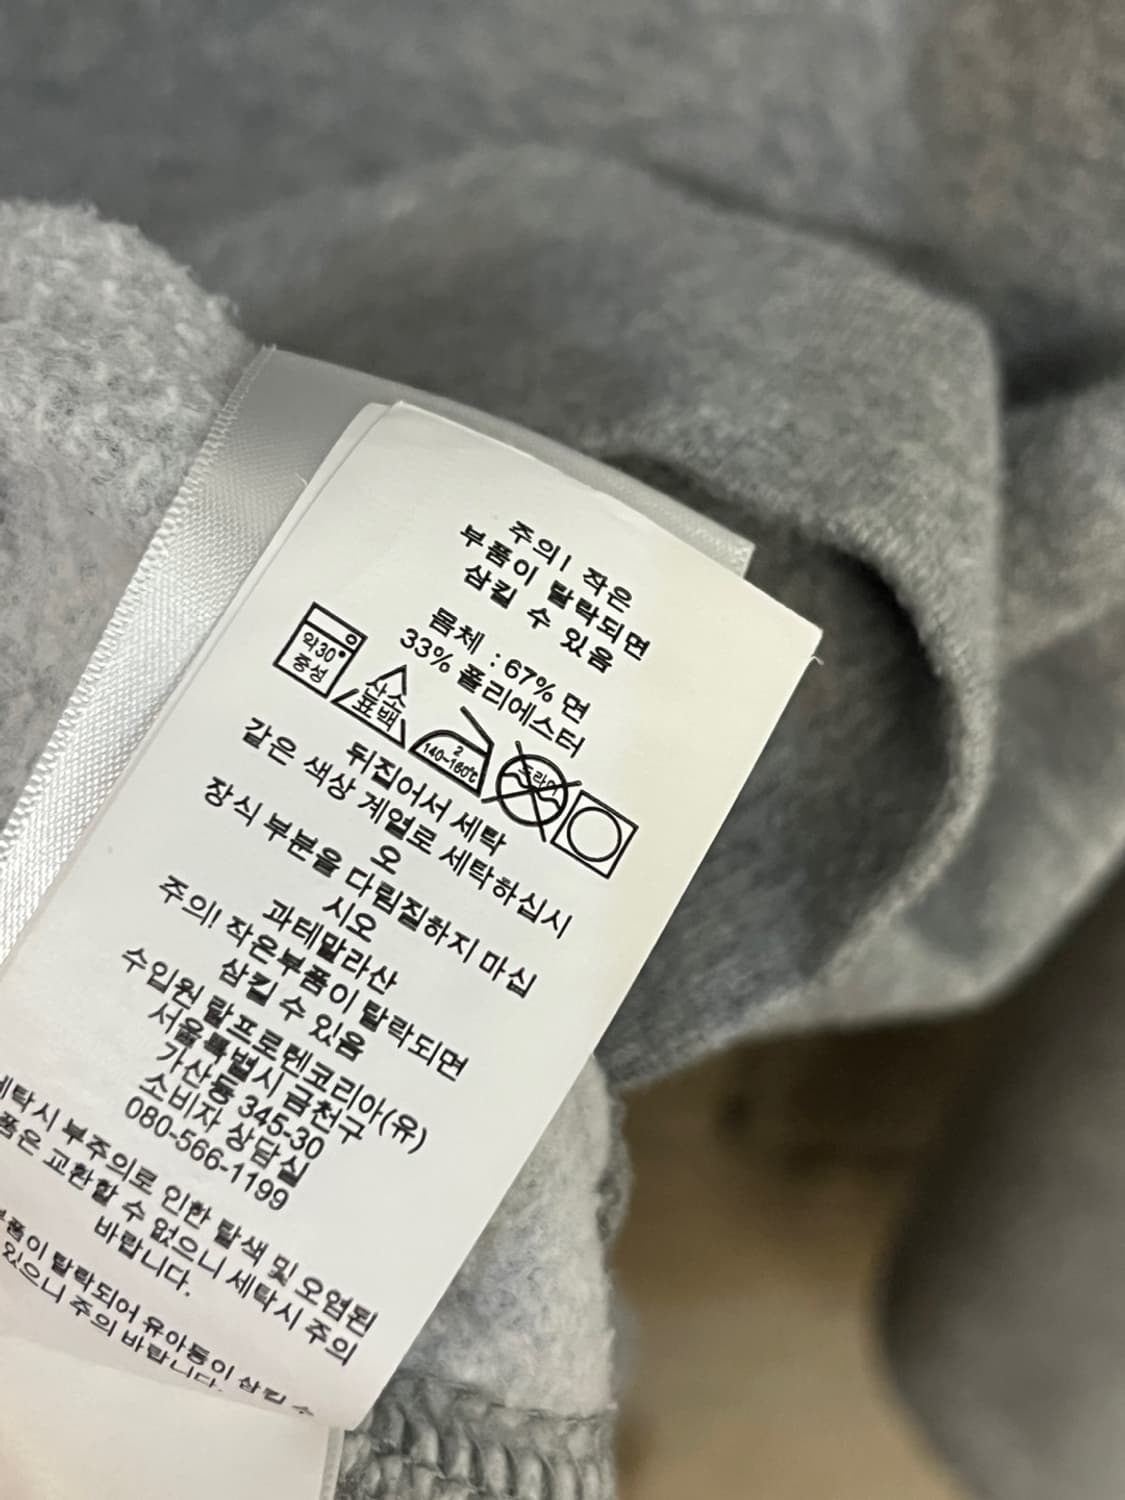 주의! 작은
부품이 탈락되면
삼킬 수 있음
몸체 : 67% 면
33% 폴리에스터
약30°
중성
산소
표백
2
140~160℃
드라이
뒤집어서 세탁
같은 색상 계열로 세탁하십시
오
장식 부분을 다림질하지 마십
시오
과테말라산
주의! 작은부품이 탈락되면
삼킬 수 있음
수입원 랄프로렌코리아(유)
서울특별시 금천구
가산동 345-30
소비자 상담실
080-566-1199
세탁시 부주의로 인한 탈색 및 오염된
품은 교환할 수 없으니 세탁시 주의
바랍니다.
부품이 탈락되어 유아동이 삼킬 수
있으니 주의 바랍니다.